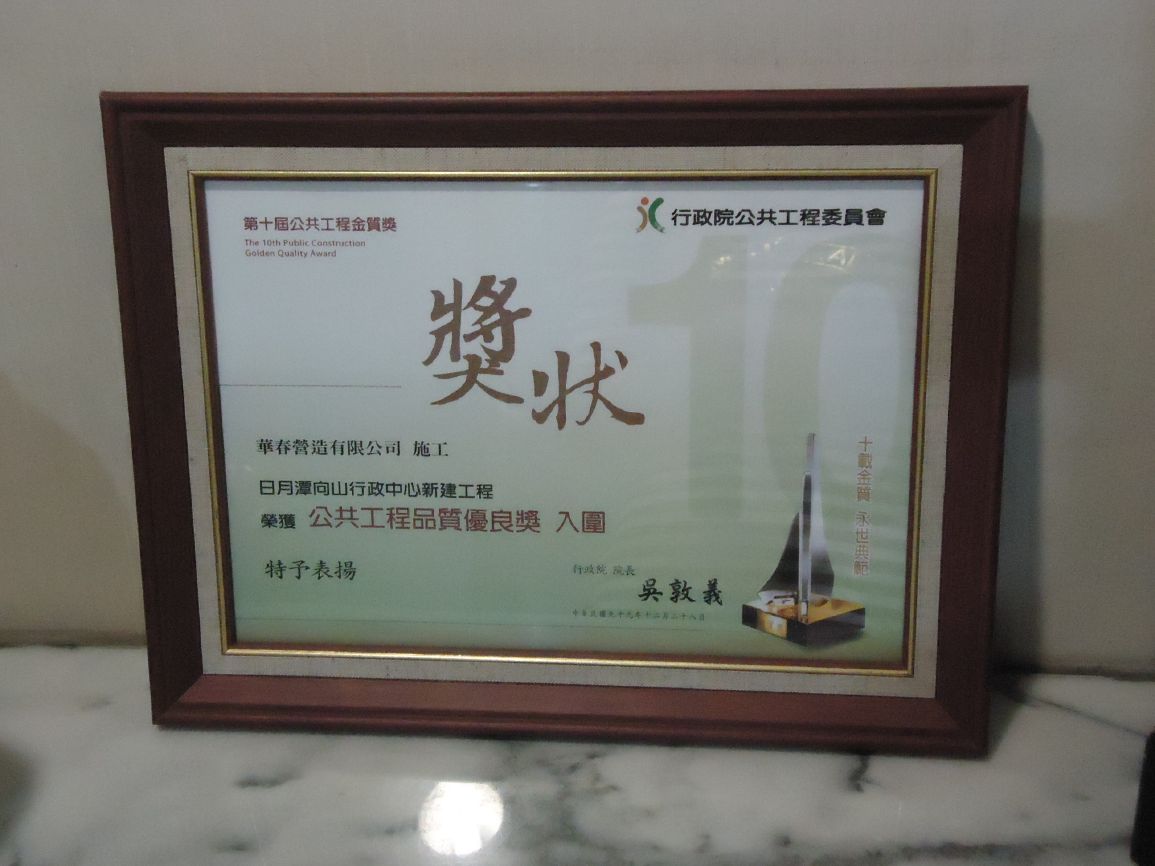 第十屆公共工程金質獎
The 10th Public Construction
Golden Quality Award
行政院公共工程委員會
10
獎狀
華春營造有限公司 施工
日月潭向山行政中心新建工程
榮獲 公共工程品質優良獎 入圍
特予表揚
行政院 院長
吳敦義
中華民國九十九年十二月二十八日
十載金質 永世典範